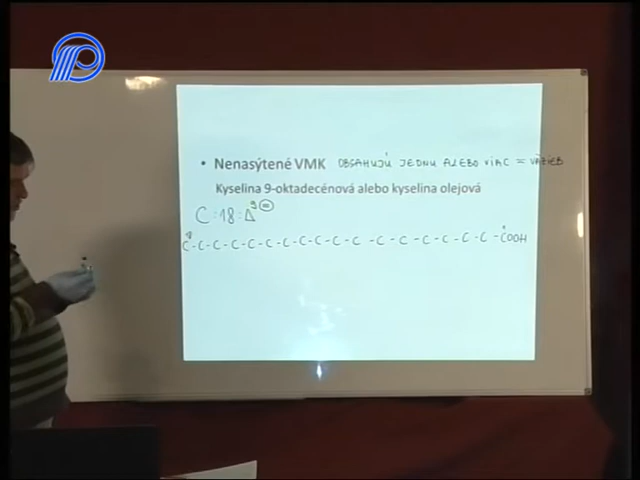 • Nenasýtené VMK OBSAHUJÚ JEDNU ALEBO VIAC = VÄZIEB
Kyselina 9-oktadecénová alebo kyselina olejová
C:18:Δ⁹ =
C-C-C-C-C-C-C-C-C-C-C-C-C-C-C-C-C-COOH